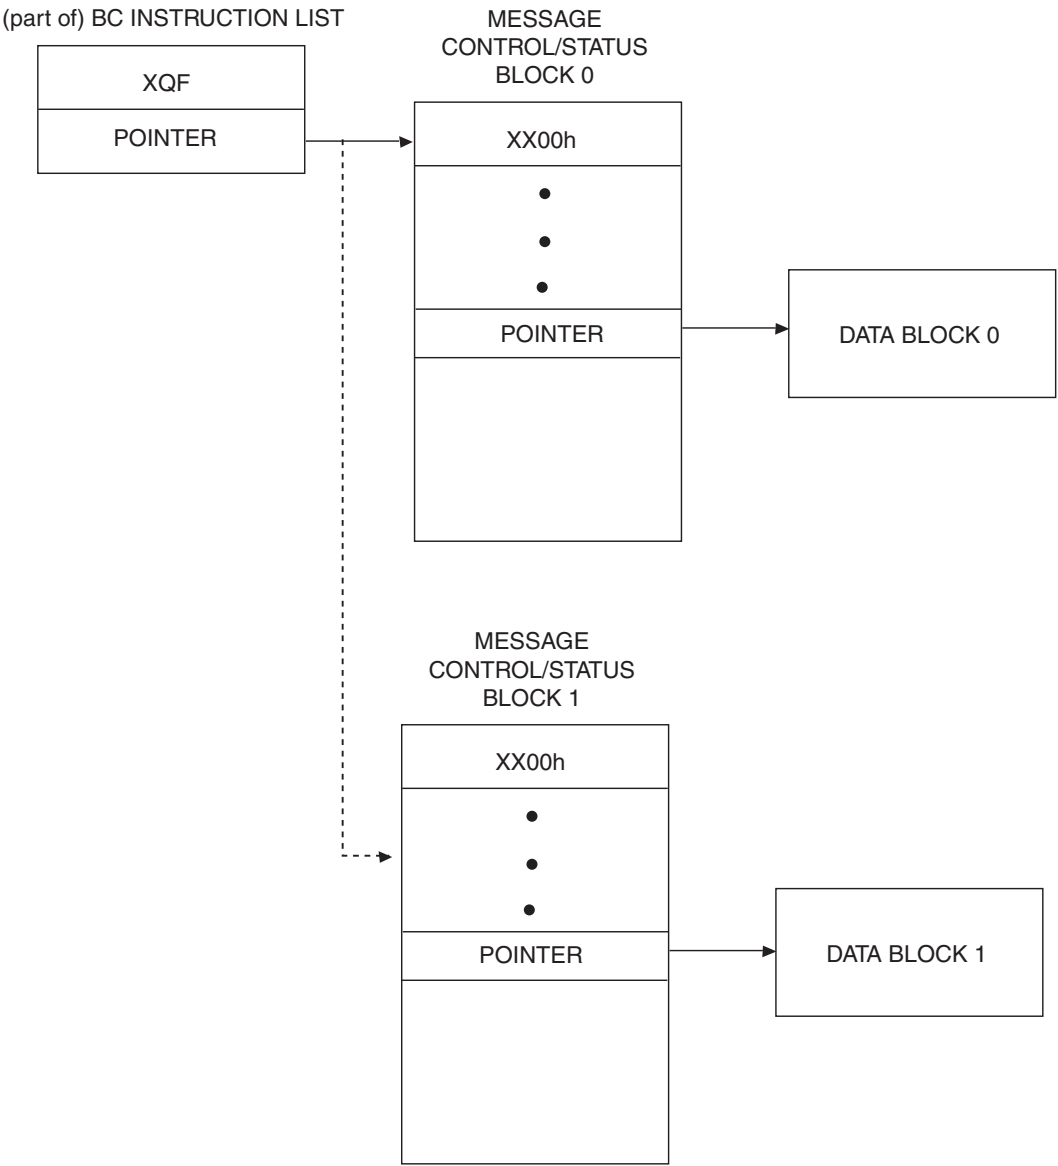 (part of) BC INSTRUCTION LIST
XQF
POINTER
MESSAGE
CONTROL/STATUS
BLOCK 0
XX00h
POINTER
DATA BLOCK 0
MESSAGE
CONTROL/STATUS
BLOCK 1
XX00h
POINTER
DATA BLOCK 1